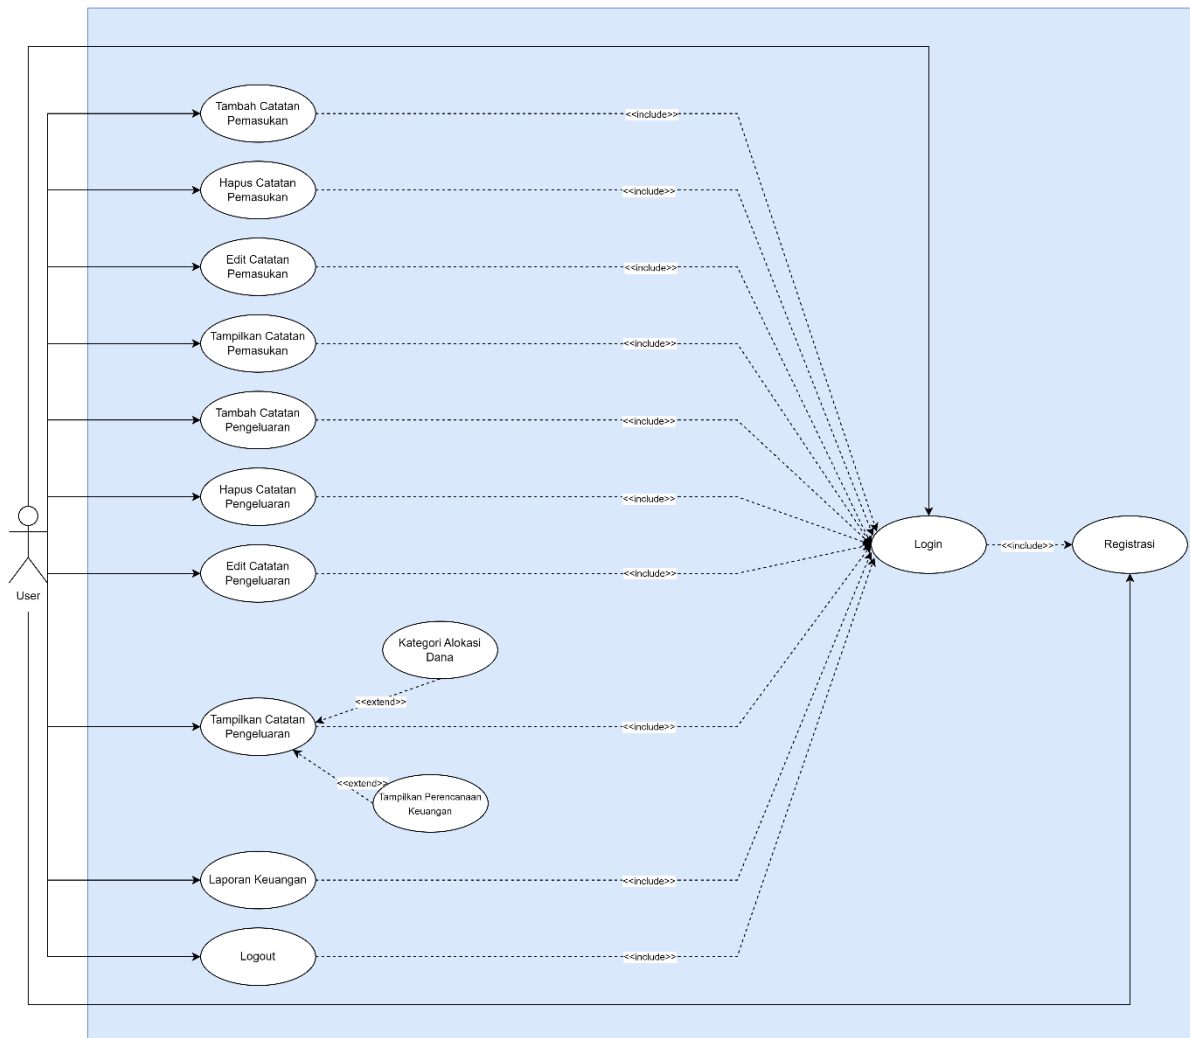 Tambah Catatan
Pemasukan
<<include>>
Hapus Catatan
Pemasukan
<<include>>
Edit Catatan
Pemasukan
<<include>>
Tampilkan Catatan
Pemasukan
<<include>>
Tambah Catatan
Pengeluaran
<<include>>
Hapus Catatan
Pengeluaran
<<include>>
Login
<<include>>
Registrasi
Edit Catatan
Pengeluaran
<<include>>
User
Kategori Alokasi
Dana
<<extend>>
Tampilkan Catatan
Pengeluaran
<<include>>
<<extend>>
Tampilkan Perencanaan
Keuangan
Laporan Keuangan
<<include>>
Logout
<<include>>